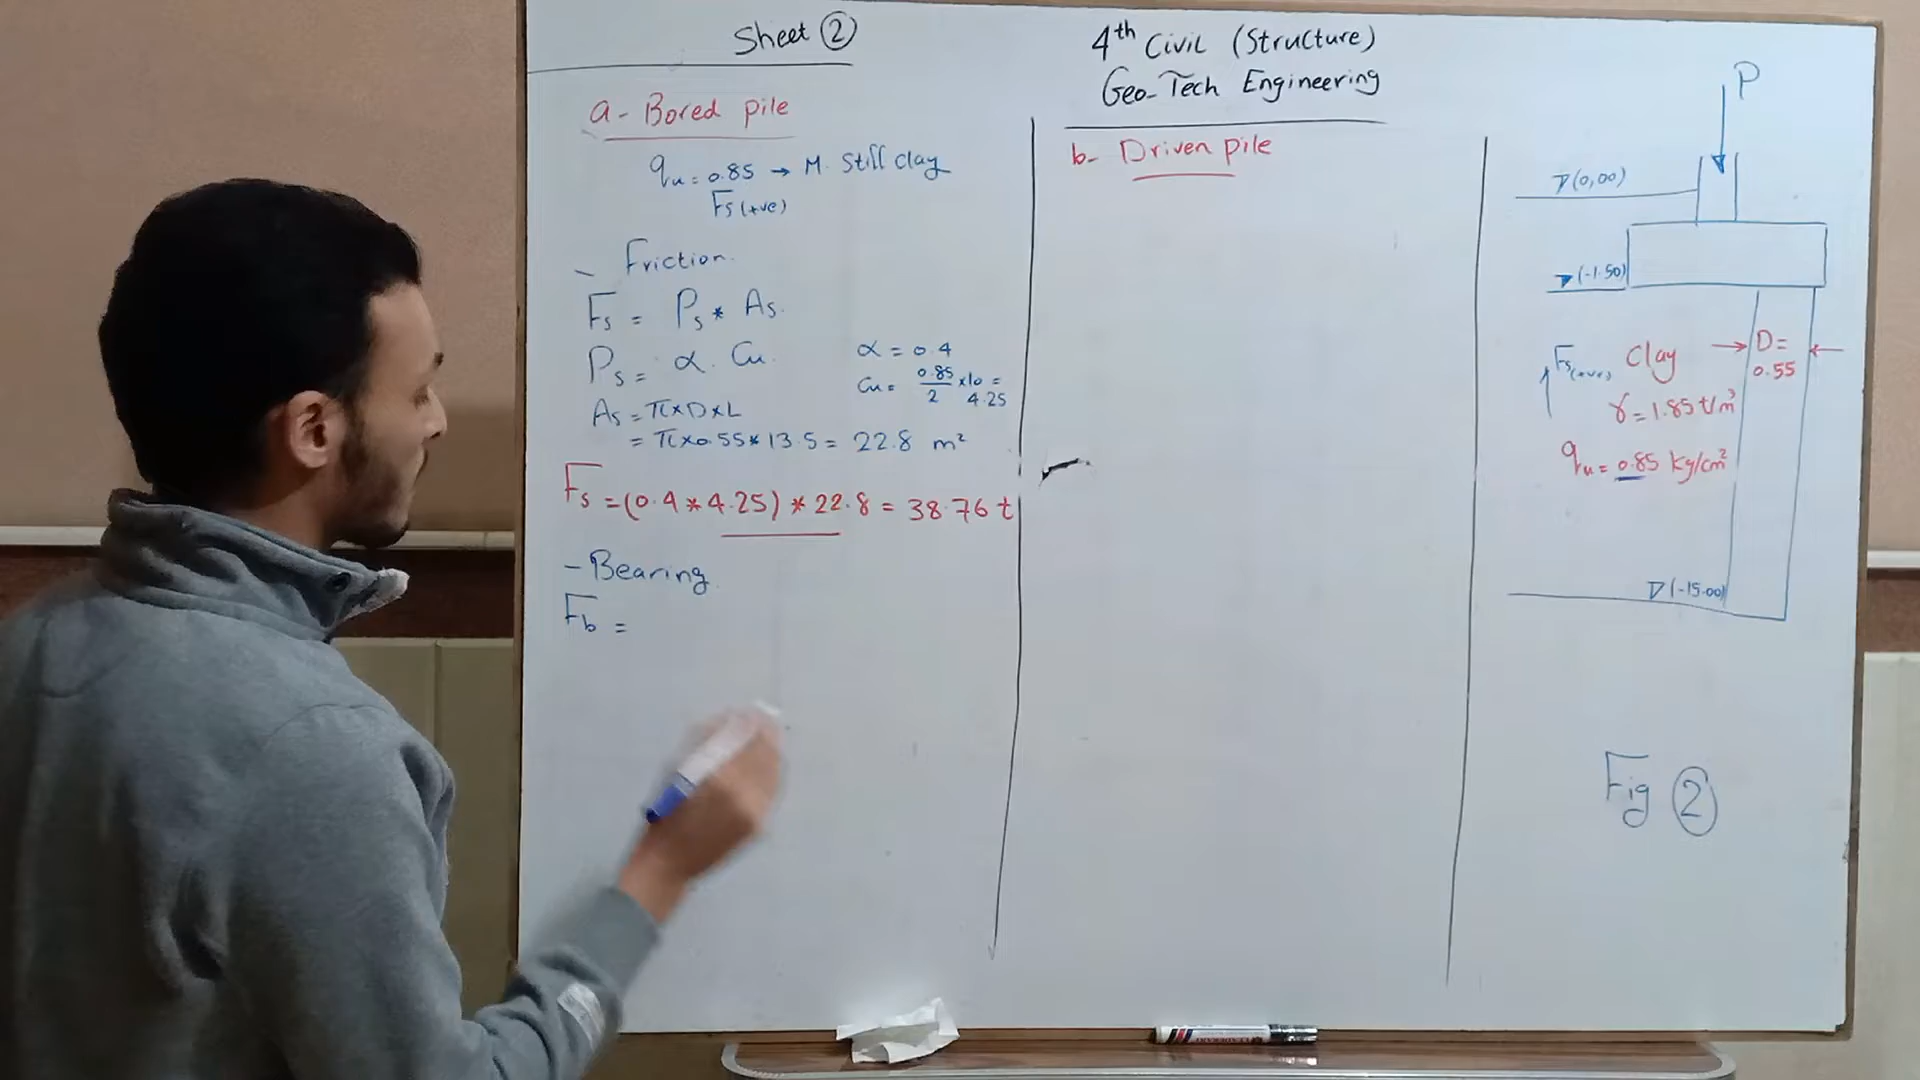 Sheet ②
4th Civil (Structure)
Geo-Tech Engineering
a- Bored pile
qu = 0.85 → M. Stiff clay
Fs (+ve)
- Friction.
Fs = Ps * As.
Ps = α. Cu.
α = 0.4
Cu = 0.85/2 x10 = 4.25
As = π×D×L
= π×0.55*13.5 = 22.8 m²
Fs = (0.4 * 4.25) * 22.8 = 38.76 t
- Bearing.
Fb =
b- Driven pile
P
▽(0,00)
▽(-1.50)
Fs(+ve)
Clay
D=
0.55
γ = 1.85 t/m³
qu = 0.85 kg/cm²
▽(-15.00)
Fig ②